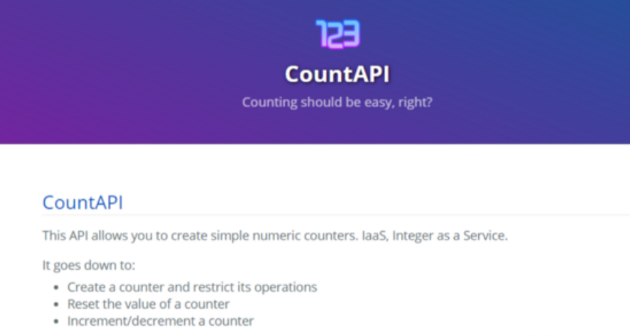 123
CountAPI
Counting should be easy, right?
CountAPI
This API allows you to create simple numeric counters. IaaS, Integer as a Service.
It goes down to:
• Create a counter and restrict its operations
• Reset the value of a counter
• Increment/decrement a counter